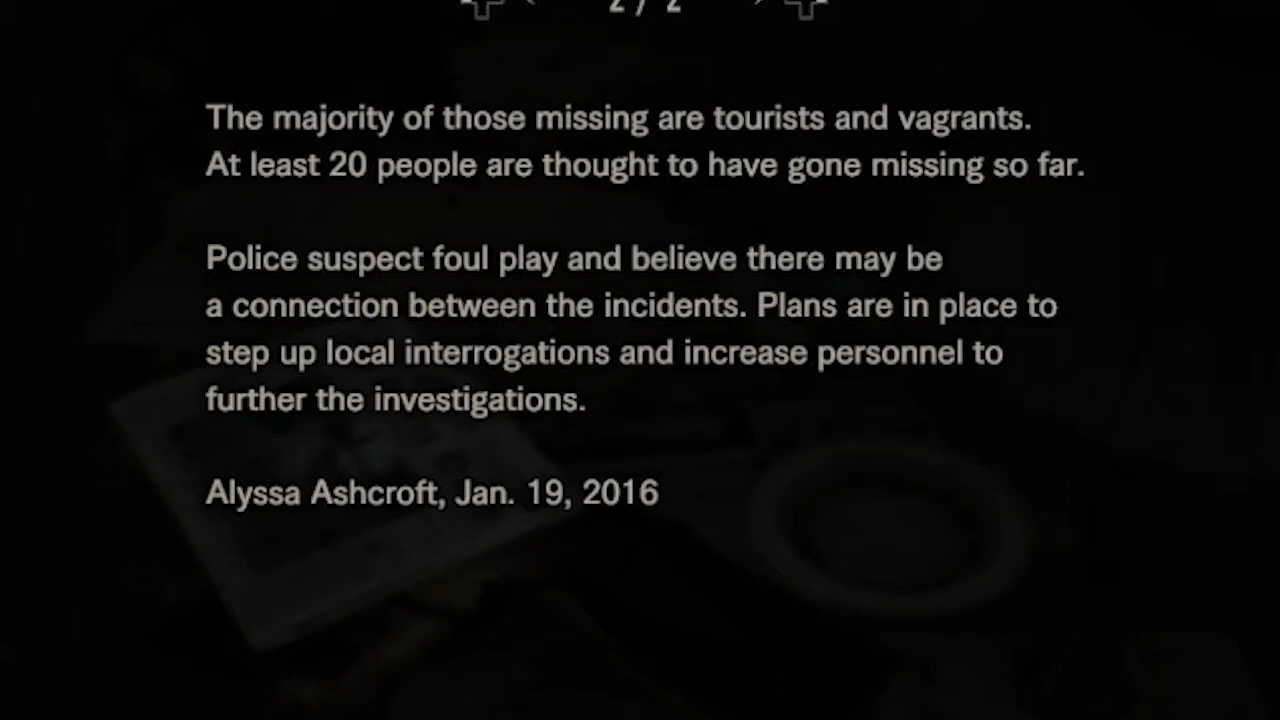 2 / 2
The majority of those missing are tourists and vagrants.
At least 20 people are thought to have gone missing so far.
Police suspect foul play and believe there may be
a connection between the incidents. Plans are in place to
step up local interrogations and increase personnel to
further the investigations.
Alyssa Ashcroft, Jan. 19, 2016